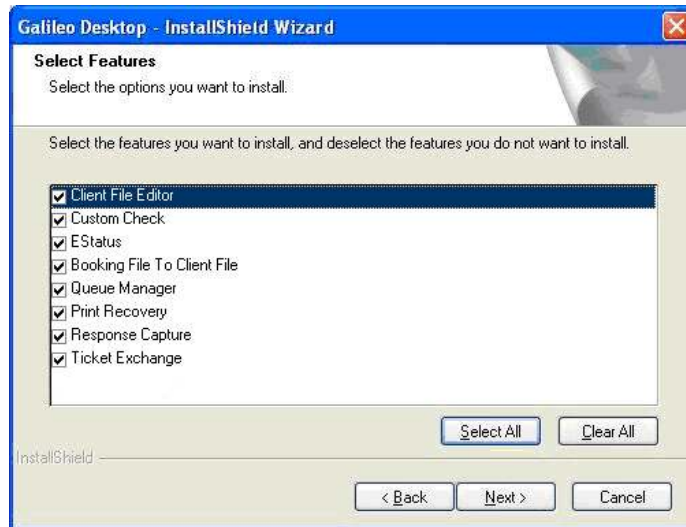 Galileo Desktop - InstallShield Wizard
Select Features
Select the options you want to install.
Select the features you want to install, and deselect the features you do not want to install.
Client File Editor
Custom Check
EStatus
Booking File To Client File
Queue Manager
Print Recovery
Response Capture
Ticket Exchange
Select All
Clear All
InstallShield
< Back
Next >
Cancel